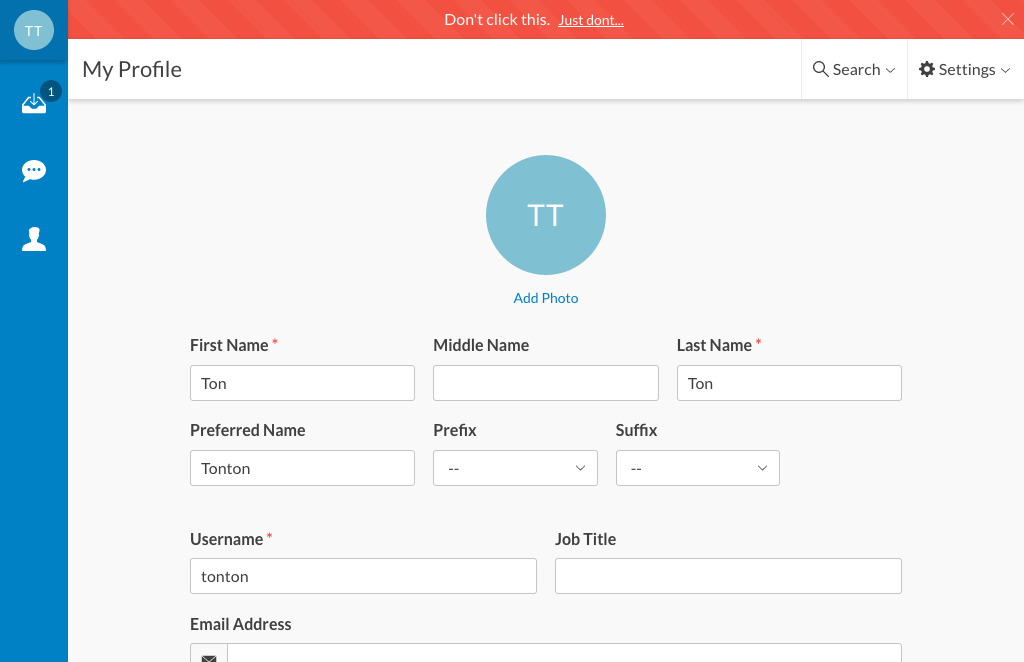 TT
Don't click this. Just dont...
1
My Profile
Search
Settings
TT
Add Photo
First Name *
Middle Name
Last Name *
Ton
Ton
Preferred Name
Prefix
Suffix
Tonton
--
--
Username *
Job Title
tonton
Email Address